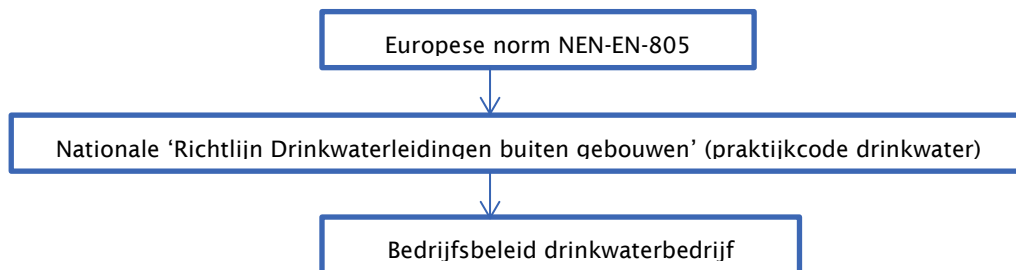 Europese norm NEN-EN-805
Nationale ‘Richtlijn Drinkwaterleidingen buiten gebouwen’ (praktijkcode drinkwater)
Bedrijfsbeleid drinkwaterbedrijf